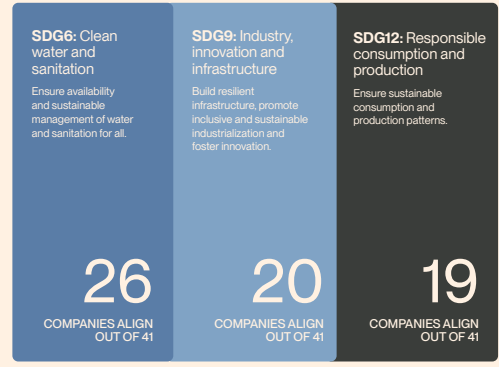 SDG6: Clean
water and
sanitation
Ensure availability
and sustainable
management of water
and sanitation for all.
26
COMPANIES ALIGN
OUT OF 41
SDG9: Industry,
innovation and
infrastructure
Build resilient
infrastructure, promote
inclusive and sustainable
industrialization and
foster innovation.
20
COMPANIES ALIGN
OUT OF 41
SDG12: Responsible
consumption and
production
Ensure sustainable
consumption and
production patterns.
19
COMPANIES ALIGN
OUT OF 41